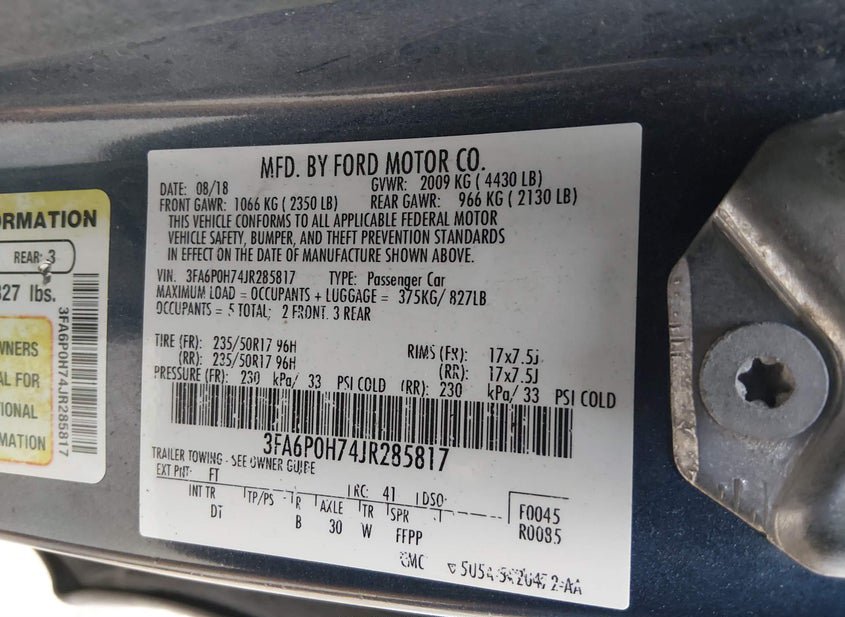 ORMATION
REAR: 3
827 lbs.
WNERS
AL FOR
TIONAL
MATION
3FA6P0H74JR285817
MFD. BY FORD MOTOR CO.
DATE: 08/18 GVWR: 2009 KG ( 4430 LB)
FRONT GAWR: 1066 KG ( 2350 LB) REAR GAWR: 966 KG ( 2130 LB)
THIS VEHICLE CONFORMS TO ALL APPLICABLE FEDERAL MOTOR
VEHICLE SAFETY, BUMPER, AND THEFT PREVENTION STANDARDS
IN EFFECT ON THE DATE OF MANUFACTURE SHOWN ABOVE.
VIN: 3FA6P0H74JR285817 TYPE: Passenger Car
MAXIMUM LOAD = OCCUPANTS + LUGGAGE = 375KG/ 827LB
OCCUPANTS = 5 TOTAL; 2 FRONT. 3 REAR
TIRE (FR): 235/50R17 96H RIMS (FR): 17x7.5J
(RR): 235/50R17 96H (RR): 17x7.5J
PRESSURE (FR): 230 kPa/ 33 PSI COLD (RR): 230 kPa/ 33 PSI COLD
3FA6P0H74JR285817
TRAILER TOWING - SEE OWNER GUIDE
EXT PNT: FT RC: 41 DSO:
INT TR TP/PS R AXLE TR SPR F0045
DT B 30 W FFPP R0085